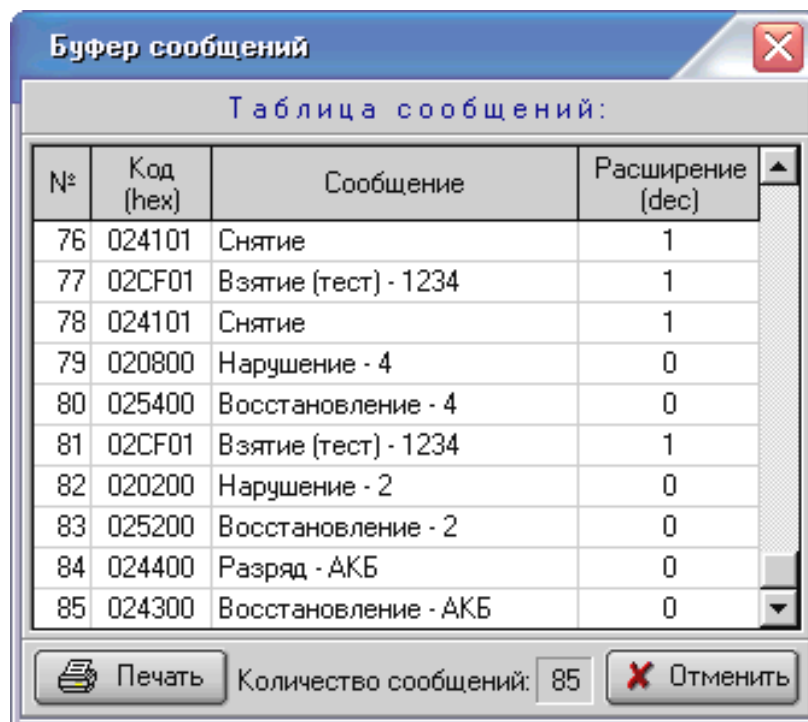 Буфер сообщений
Таблица сообщений:
№ Код (hex) Сообщение Расширение (dec)
76 024101 Снятие 1
77 02CF01 Взятие (тест) - 1234 1
78 024101 Снятие 1
79 020800 Нарушение - 4 0
80 025400 Восстановление - 4 0
81 02CF01 Взятие (тест) - 1234 1
82 020200 Нарушение - 2 0
83 025200 Восстановление - 2 0
84 024400 Разряд - АКБ 0
85 024300 Восстановление - АКБ 0
Печать Количество сообщений: 85 Отменить